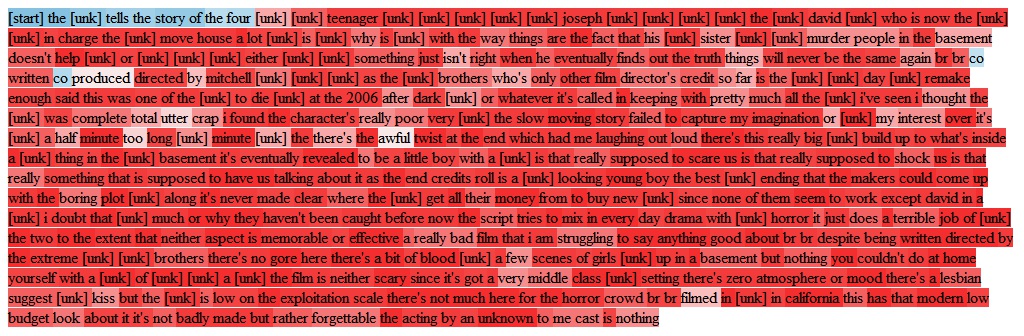 [start] the [unk] tells the story of the four [unk] [unk] teenager [unk] [unk] [unk] [unk] [unk] joseph [unk] [unk] [unk] [unk] the [unk] david [unk] who is now the [unk]
[unk] in charge the [unk] move house a lot [unk] is [unk] why is [unk] with the way things are the fact that his [unk] sister [unk] [unk] murder people in the basement
doesn't help [unk] or [unk] [unk] [unk] either [unk] [unk] something just isn't right when he eventually finds out the truth things will never be the same again br br co
written co produced directed by mitchell [unk] [unk] [unk] as the [unk] brothers who's only other film director's credit so far is the [unk] [unk] day [unk] remake
enough said this was one of the [unk] to die [unk] at the 2006 after dark [unk] or whatever it's called in keeping with pretty much all the [unk] i've seen i thought the
[unk] was complete total utter crap i found the character's really poor very [unk] the slow moving story failed to capture my imagination or [unk] my interest over it's
[unk] a half minute too long [unk] minute [unk] the there's the awful twist at the end which had me laughing out loud there's this really big [unk] build up to what's inside
a [unk] thing in the [unk] basement it's eventually revealed to be a little boy with a [unk] is that really supposed to scare us is that really supposed to shock us is that
really something that is supposed to have us talking about it as the end credits roll is a [unk] looking young boy the best [unk] ending that the makers could come up
with the boring plot [unk] along it's never made clear where the [unk] get all their money from to buy new [unk] since none of them seem to work except david in a
[unk] i doubt that [unk] much or why they haven't been caught before now the script tries to mix in every day drama with [unk] horror it just does a terrible job of [unk]
the two to the extent that neither aspect is memorable or effective a really bad film that i am struggling to say anything good about br br despite being written directed by
the extreme [unk] brothers there's no gore here there's a bit of blood [unk] a few scenes of girls [unk] up in a basement but nothing you couldn't do at home
yourself with a [unk] of [unk] [unk] a [unk] the film is neither scary since it's got a very middle class [unk] setting there's zero atmosphere or mood there's a lesbian
suggest [unk] kiss but the [unk] is low on the exploitation scale there's not much here for the horror crowd br br filmed in [unk] in california this has that modern low
budget look about it it's not badly made but rather forgettable the acting by an unknown to me cast is nothing